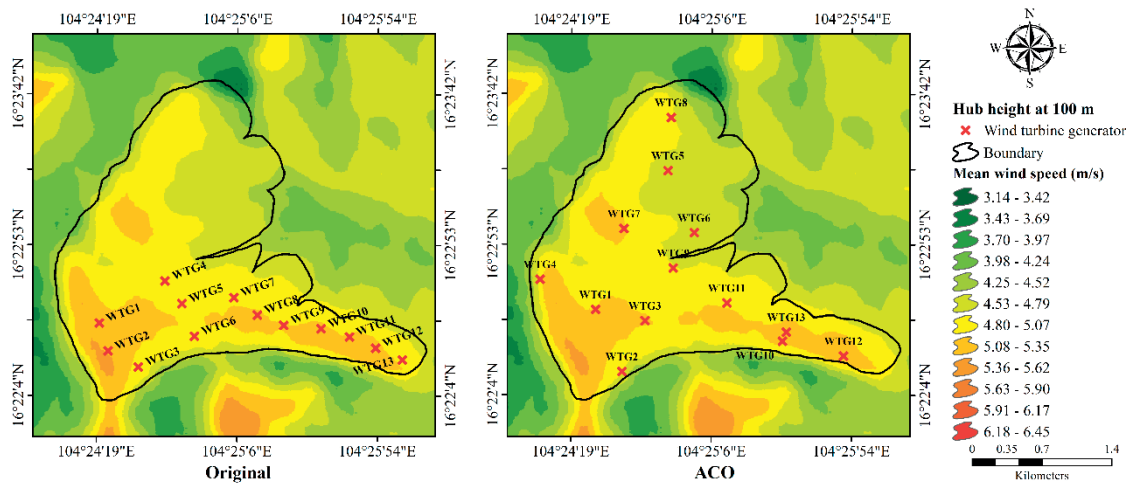 104°24'19"E
104°25'6"E
104°25'54"E
104°24'19"E
104°25'6"E
104°25'54"E
16°23'42"N
16°22'53"N
16°22'4"N
WTG4
WTG5
WTG7
WTG1
WTG8
WTG9
WTG10
WTG2
WTG6
WTG11
WTG3
WTG12
WTG13
WTG8
WTG5
WTG7
WTG6
WTG9
WTG4
WTG1
WTG3
WTG11
WTG13
WTG12
WTG10
WTG2
16°23'42"N
16°22'53"N
16°22'4"N
104°24'19"E
104°25'6"E
104°25'54"E
104°24'19"E
104°25'6"E
104°25'54"E
Original
ACO
N
W
E
S
Hub height at 100 m
Wind turbine generator
Boundary
Mean wind speed (m/s)
3.14 - 3.42
3.43 - 3.69
3.70 - 3.97
3.98 - 4.24
4.25 - 4.52
4.53 - 4.79
4.80 - 5.07
5.08 - 5.35
5.36 - 5.62
5.63 - 5.90
5.91 - 6.17
6.18 - 6.45
0 0.35 0.7 1.4
Kilometers